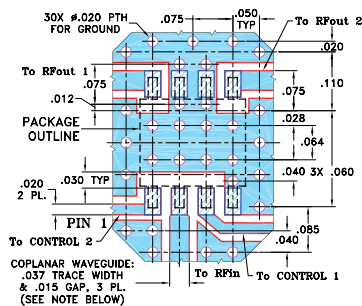 30X ø.020 PTH
FOR GROUND
.075
.050
TYP
To RFout 2
.020
To RFout 1
.075
.110
.075
.012
.028
PACKAGE
OUTLINE
.064
.030 TYP
.040
3X .060
.020
2 PL.
PIN 1
.085
.040
To CONTROL 2
To RFin
To CONTROL 1
COPLANAR WAVEGUIDE:
.037 TRACE WIDTH
& .015 GAP, 3 PL.
(SEE NOTE BELOW)